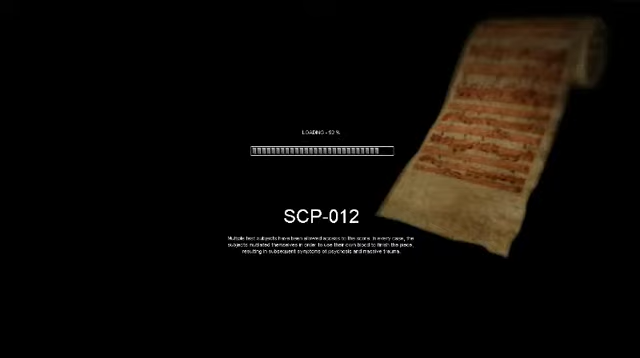 LOADING - 92 %
SCP-012
Multiple test subjects have been allowed access to the score. In every case, the
subjects mutilated themselves in order to use their own blood to finish the piece,
resulting in subsequent symptoms of psychosis and massive trauma.